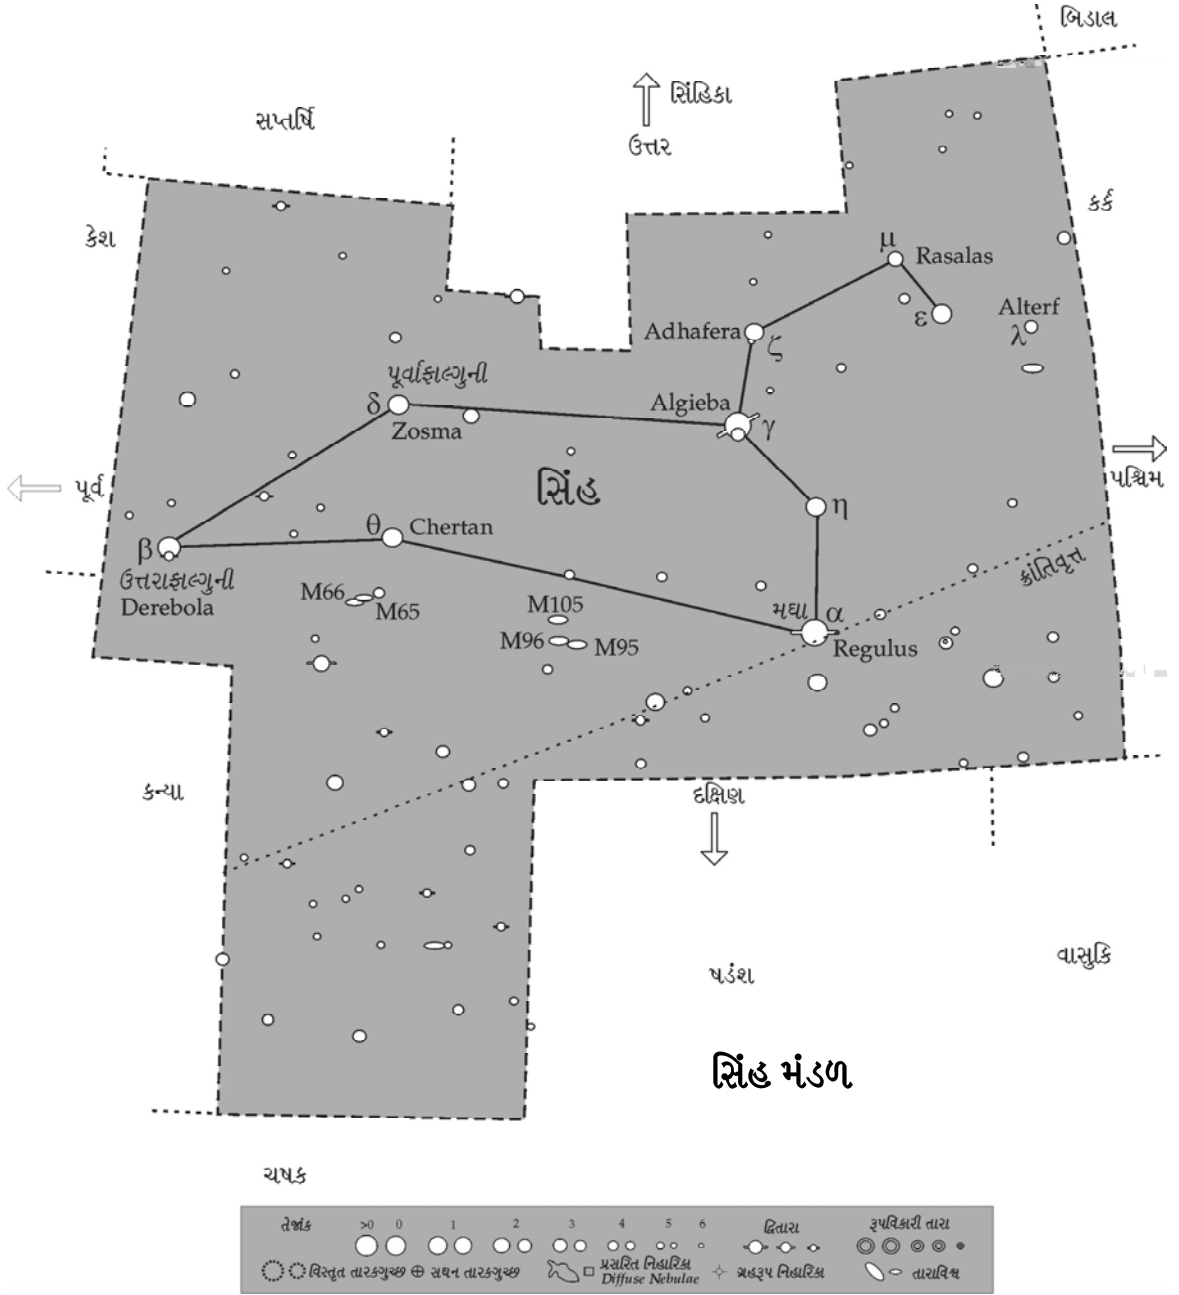 બિડાલ
સિંહિકા
સપ્તર્ષિ
ઉત્તર
કર્ક
કેશ
μ Rasalas
ε
Alterf
λ
Adhafera
ζ
પૂર્વાફાલ્ગુની
δ
Zosma
Algieba
γ
પશ્ચિમ
પૂર્વ
સિંહ
η
θ Chertan
β
ઉત્તરાફાલ્ગુની
Derebola
ક્રાંતિવૃત્ત
M66
M65
M105
M96 M95
મઘા α
Regulus
કન્યા
દક્ષિણ
ષડંશ
વાસુકિ
સિંહ મંડળ
ચષક
તેજાંક >0 0 1 2 3 4 5 6 દ્વિતારા રૂપવિકારી તારા
વિસ્તૃત તારકગુચ્છ સઘન તારકગુચ્છ પ્રસરિત નિહારિકા ગ્રહરૂપ નિહારિકા તારાવિશ્વ
Diffuse Nebulae